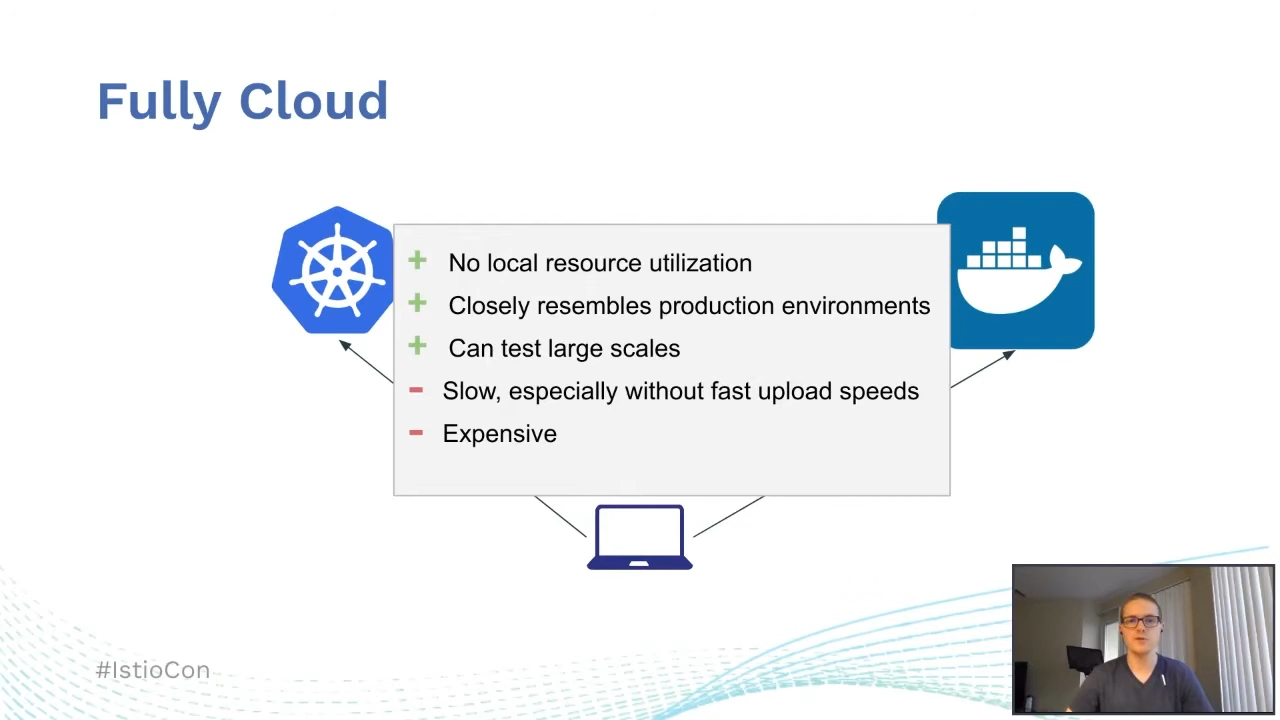 Fully Cloud
+ No local resource utilization
+ Closely resembles production environments
+ Can test large scales
- Slow, especially without fast upload speeds
- Expensive
#IstioCon